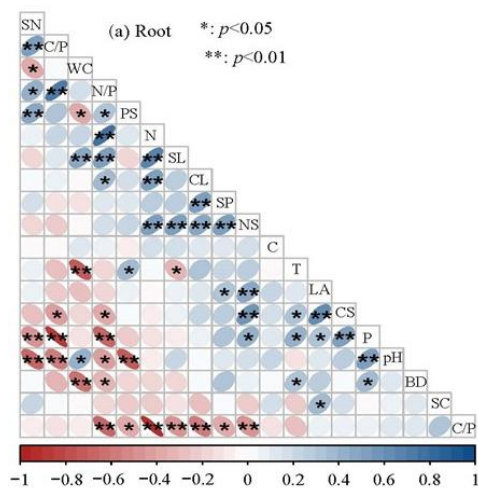 SN
(a) Root *: p<0.05
** C/P
**: p<0.01
* WC
* ** N/P
** * * PS
** N
** ** ** SL
* ** CL
** SP
** ** ** ** NS
C
** * * T
* ** LA
* * ** * ** CS
** ** ** * * * ** P
** ** * * ** ** pH
** * * * BD
* SC
** * ** ** ** * ** C/P
−1 −0.8 −0.6 −0.4 −0.2 0 0.2 0.4 0.6 0.8 1